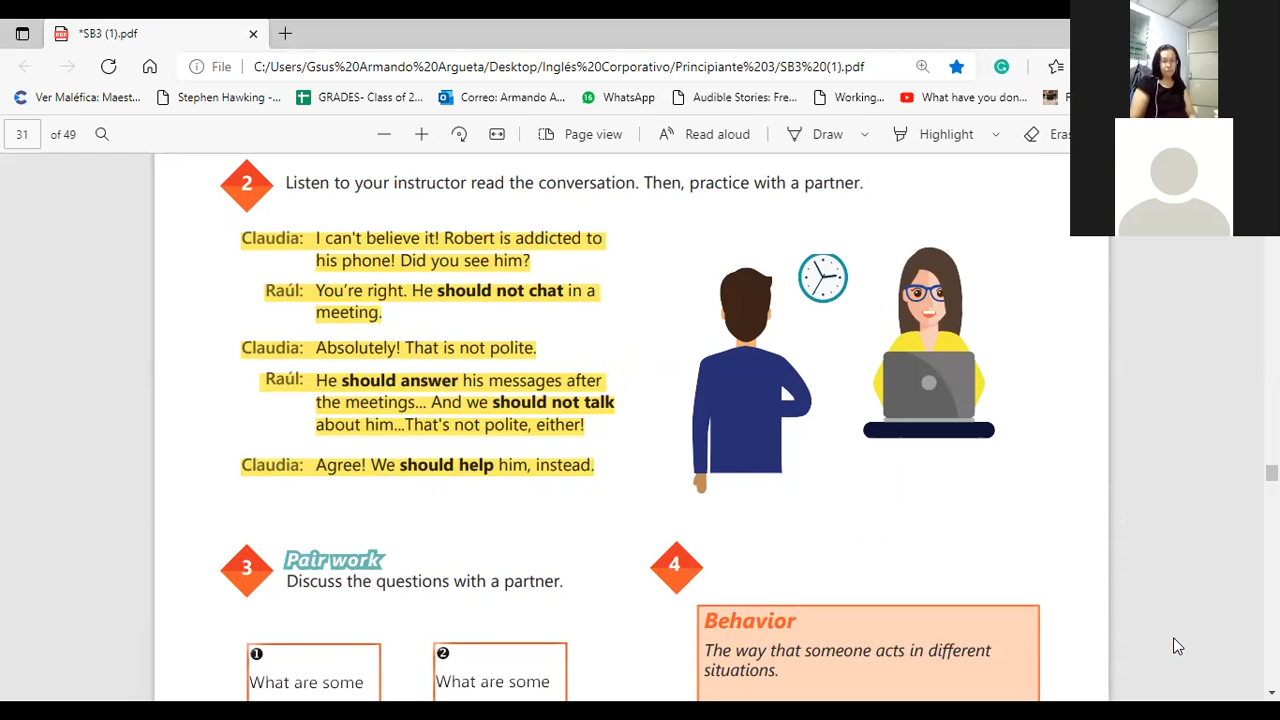 *SB3 (1).pdf
File
C:/Users/Gsus%20Armando%20Argueta/Desktop/Inglés%20Corporativo/Principiante%203/SB3%20(1).pdf
Ver Maléfica: Maest...
Stephen Hawking -...
GRADES- Class of 2...
Correo: Armando A...
WhatsApp
Audible Stories: Fre...
Working...
What have you don...
31 of 49
Page view
Read aloud
Draw
Highlight
Eras
2 Listen to your instructor read the conversation. Then, practice with a partner.
Claudia: I can't believe it! Robert is addicted to
his phone! Did you see him?
Raúl: You’re right. He should not chat in a
meeting.
Claudia: Absolutely! That is not polite.
Raúl: He should answer his messages after
the meetings... And we should not talk
about him...That's not polite, either!
Claudia: Agree! We should help him, instead.
3 Pair work
Discuss the questions with a partner.
❶
What are some
❷
What are some
4
Behavior
The way that someone acts in different
situations.